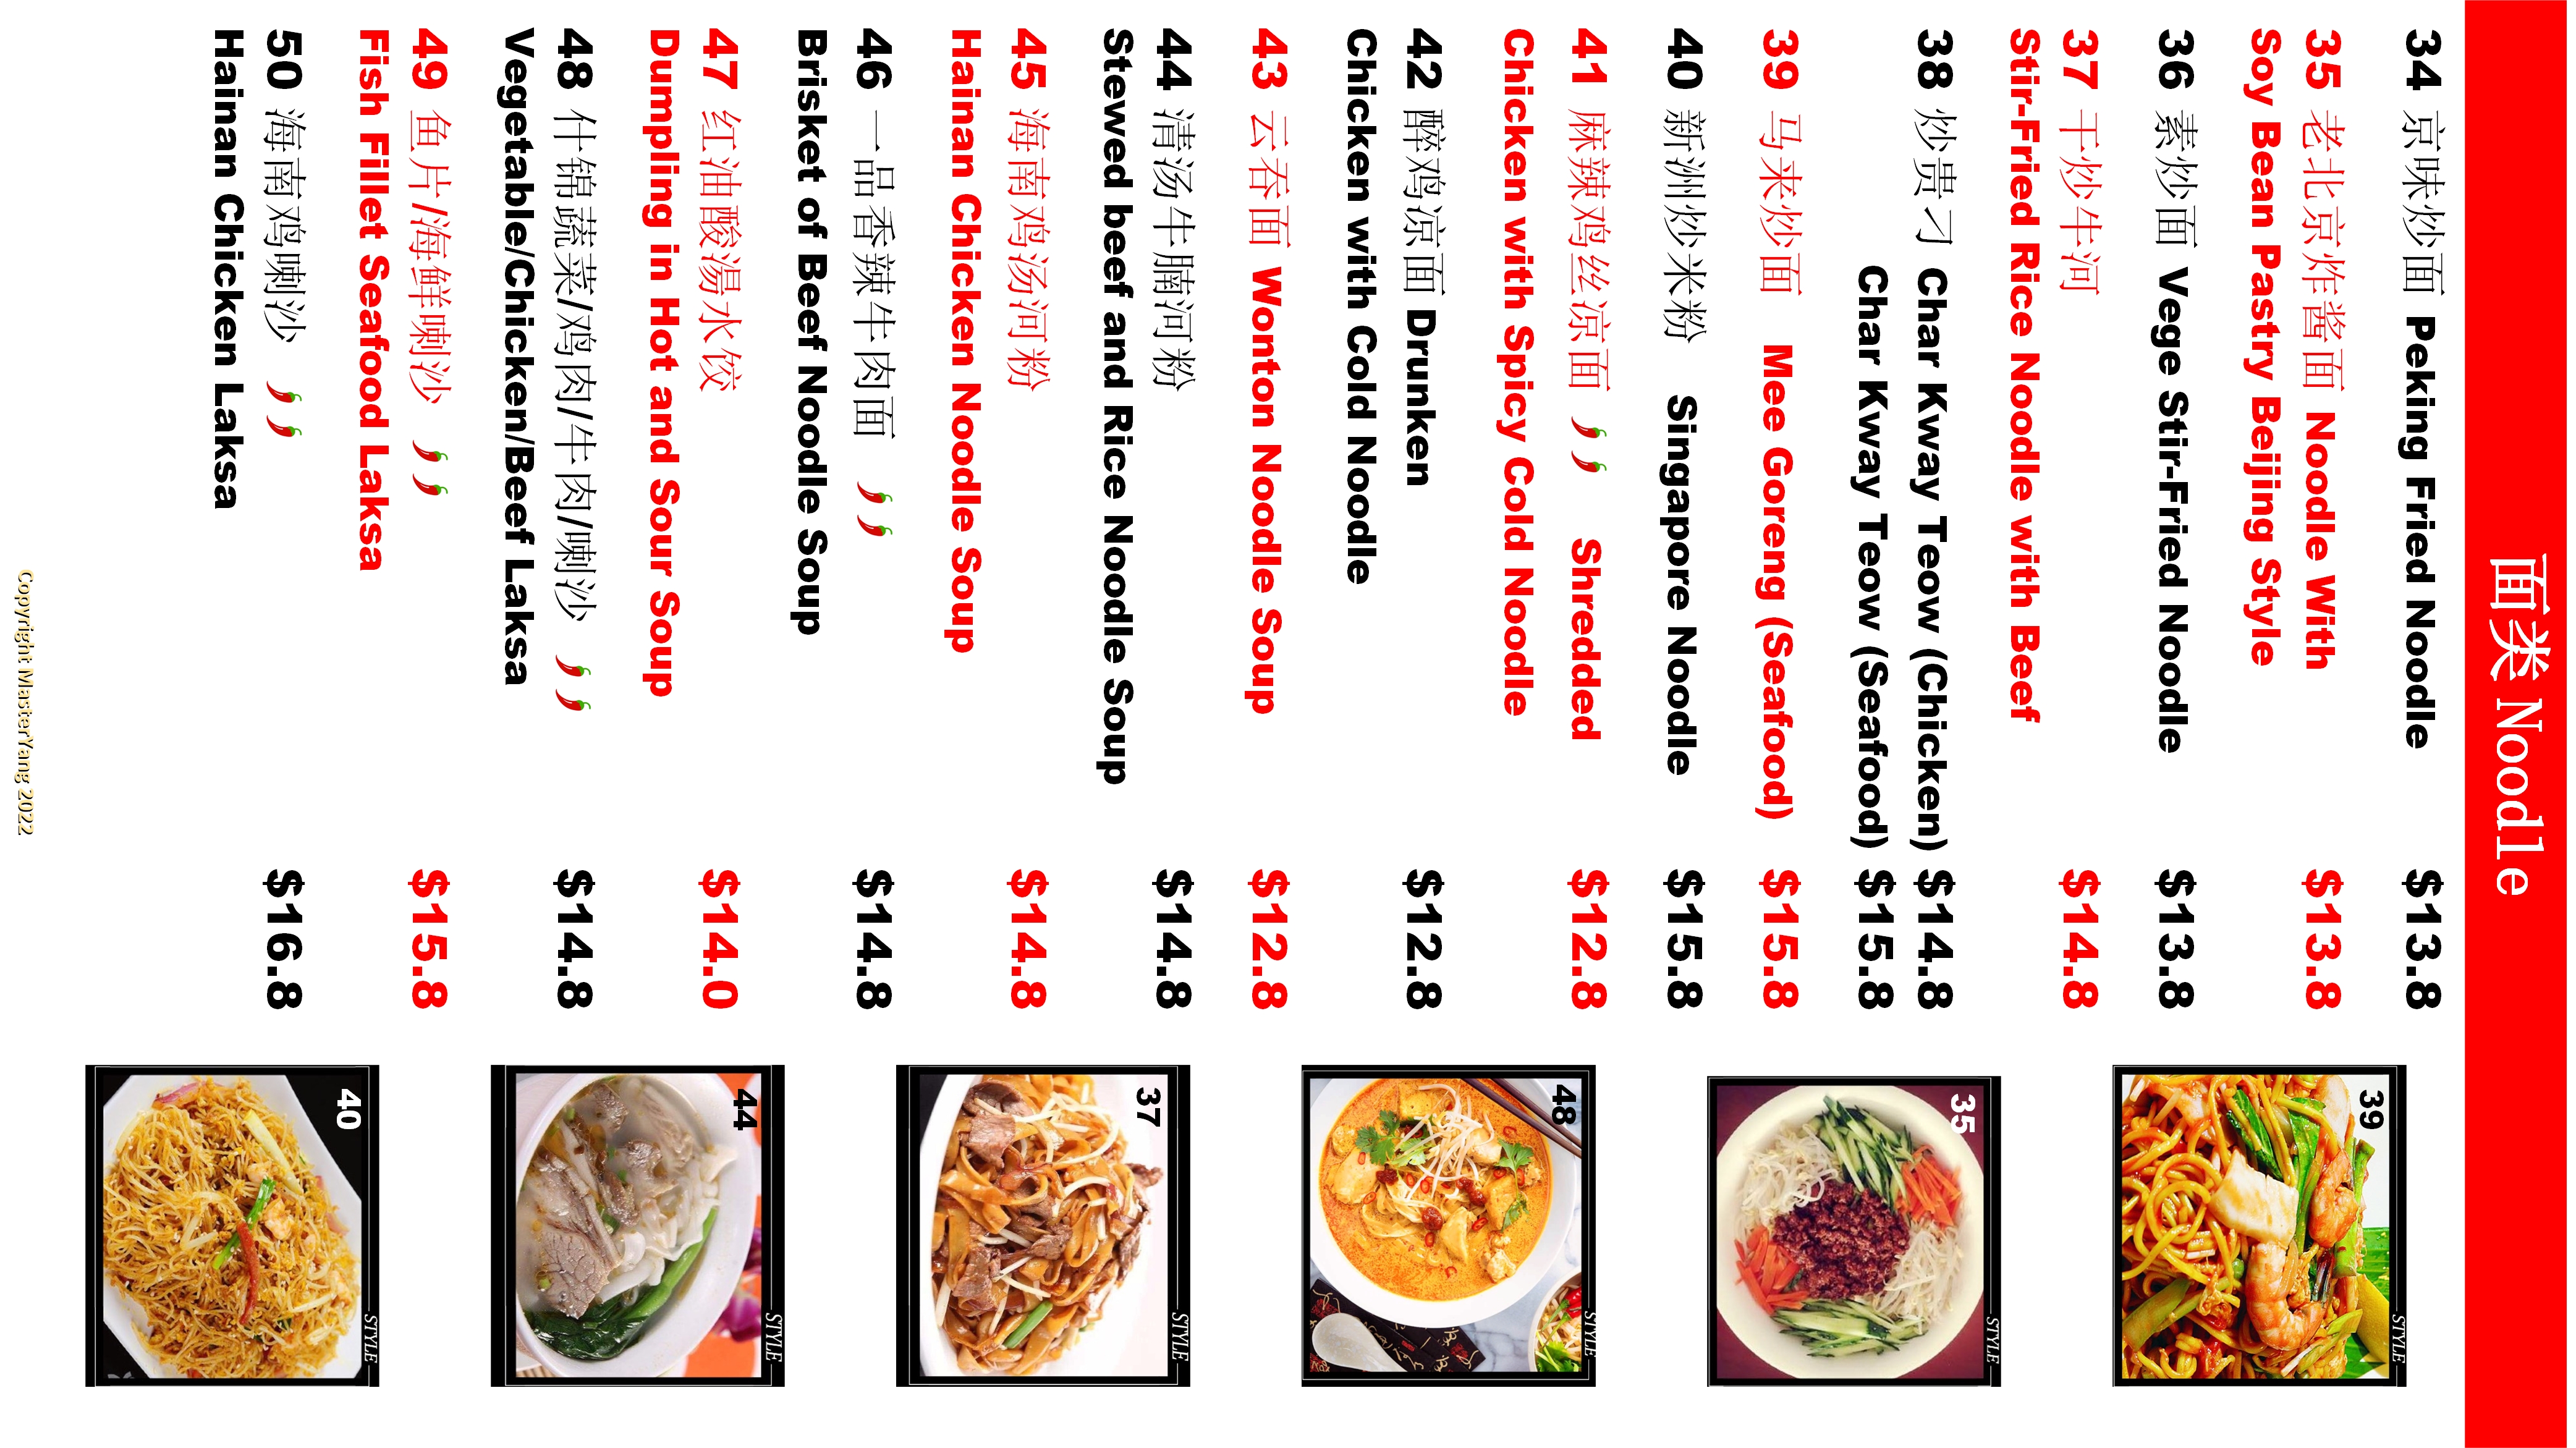 面类 Noodle
34 京味炒面 Peking Fried Noodle $13.8
35 老北京炸酱面 Noodle With $13.8
Soy Bean Pastry Beijing Style
36 素炒面 Vege Stir-Fried Noodle $13.8
37 干炒牛河 $14.8
Stir-Fried Rice Noodle with Beef
38 炒贵刁 Char Kway Teow (Chicken) $14.8
Char Kway Teow (Seafood) $15.8
39 马来炒面 Mee Goreng (Seafood) $15.8
40 新洲炒米粉 Singapore Noodle $15.8
41 麻辣鸡丝凉面 Shredded $12.8
Chicken with Spicy Cold Noodle
42 醉鸡凉面 Drunken $12.8
Chicken with Cold Noodle
43 云吞面 Wonton Noodle Soup $12.8
44 清汤牛腩河粉 $14.8
Stewed beef and Rice Noodle Soup
45 海南鸡汤河粉 $14.8
Hainan Chicken Noodle Soup
46 一品香辣牛肉面 $14.8
Brisket of Beef Noodle Soup
47 红油酸湯水饺 $14.0
Dumpling in Hot and Sour Soup
48 什锦蔬菜/鸡肉/牛肉/喇沙 $14.8
Vegetable/Chicken/Beef Laksa
49 鱼片/海鲜喇沙 $15.8
Fish Fillet Seafood Laksa
50 海南鸡喇沙 $16.8
Hainan Chicken Laksa
39
STYLE
35
STYLE
48
STYLE
37
STYLE
44
STYLE
40
STYLE
Copyright MasterYang 2022